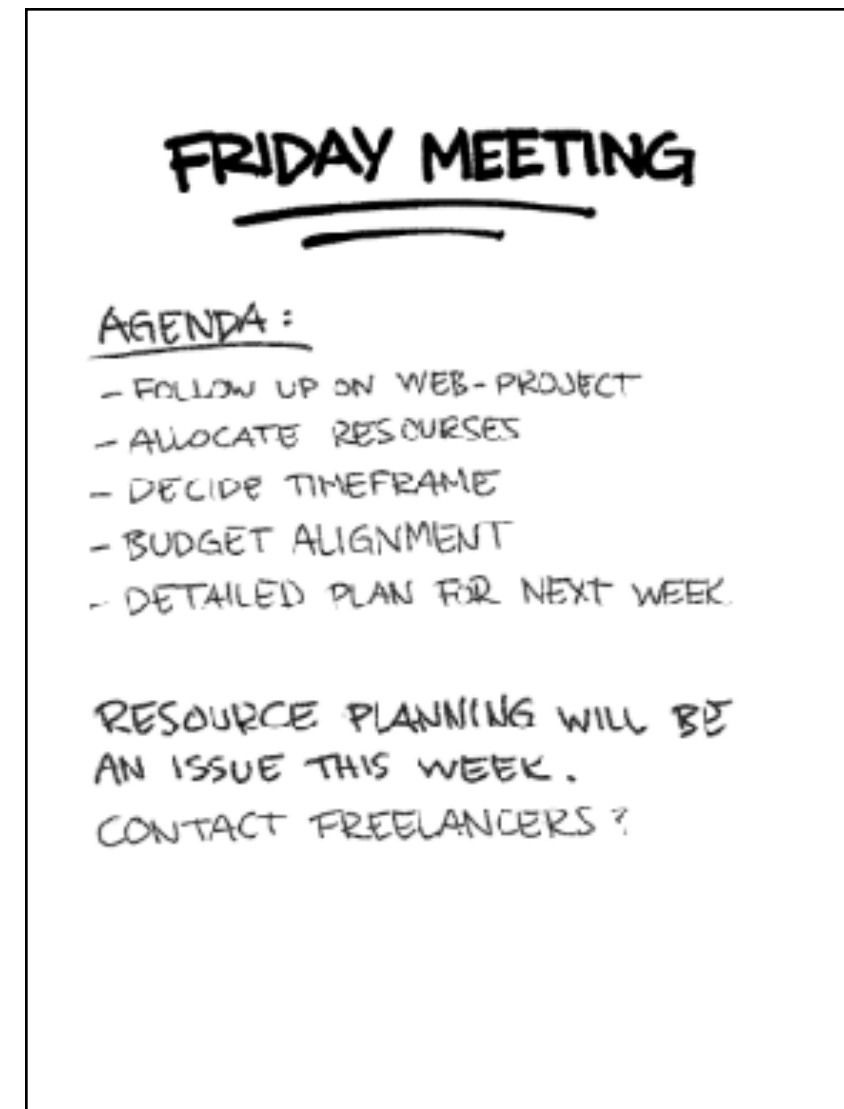 FRIDAY MEETING
AGENDA:
- FOLLOW UP ON WEB-PROJECT
- ALLOCATE RESOURSES
- DECIDE TIMEFRAME
- BUDGET ALIGNMENT
- DETAILED PLAN FOR NEXT WEEK.
RESOURCE PLANNING WILL BE
AN ISSUE THIS WEEK.
CONTACT FREELANCERS?